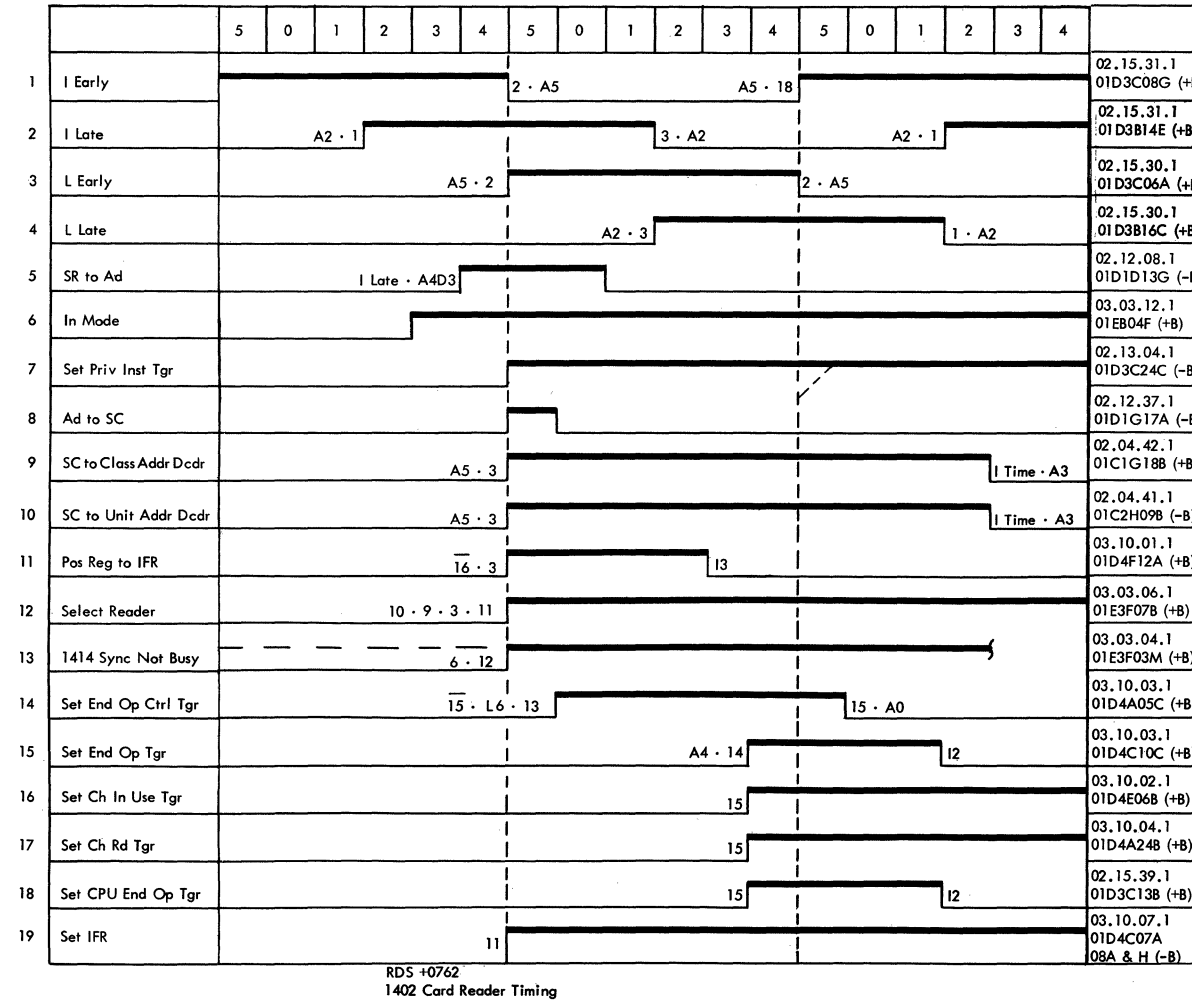 5 0 1 2 3 4 5 0 1 2 3 4 5 0 1 2 3 4
1 I Early 2 · A5 A5 · 18 02.15.31.1
01D3C08G (+
2 I Late A2 · 1 3 · A2 A2 · 1 02.15.31.1
01D3B14E (+B
3 L Early A5 · 2 2 · A5 02.15.30.1
01D3C06A (+
4 L Late A2 · 3 1 · A2 02.15.30.1
01D3B16C (+B
5 SR to Ad I Late · A4D3 02.12.08.1
01D1D13G (–
6 In Mode 03.03.12.1
01EB04F (+B)
7 Set Priv Inst Tgr 02.13.04.1
01D3C24C (–B
8 Ad to SC 02.12.37.1
01D1G17A (–B
9 SC to Class Addr Dcdr A5 · 3 I Time · A3 02.04.42.1
01C1G18B (+B
10 SC to Unit Addr Dcdr A5 · 3 I Time · A3 02.04.41.1
01C2H09B (–B)
11 Pos Reg to IFR 1̅6̅ · 3 I3 03.10.01.1
01D4F12A (+B)
12 Select Reader 10 · 9 · 3 · 11 03.03.06.1
01E3F07B (+B)
13 1414 Sync Not Busy 6 · 12 03.03.04.1
01E3F03M (+B)
14 Set End Op Ctrl Tgr 1̅5̅ · L6 · 13 15 · A0 03.10.03.1
01D4A05C (+B
15 Set End Op Tgr A4 · 14 I2 03.10.03.1
01D4C10C (+B
16 Set Ch In Use Tgr 15 03.10.02.1
01D4E06B (+B)
17 Set Ch Rd Tgr 15 03.10.04.1
01D4A24B (+B)
18 Set CPU End Op Tgr 15 I2 02.15.39.1
01D3C13B (+B)
19 Set IFR 11 03.10.07.1
01D4C07A
08A & H (–B)
RDS +0762
1402 Card Reader Timing